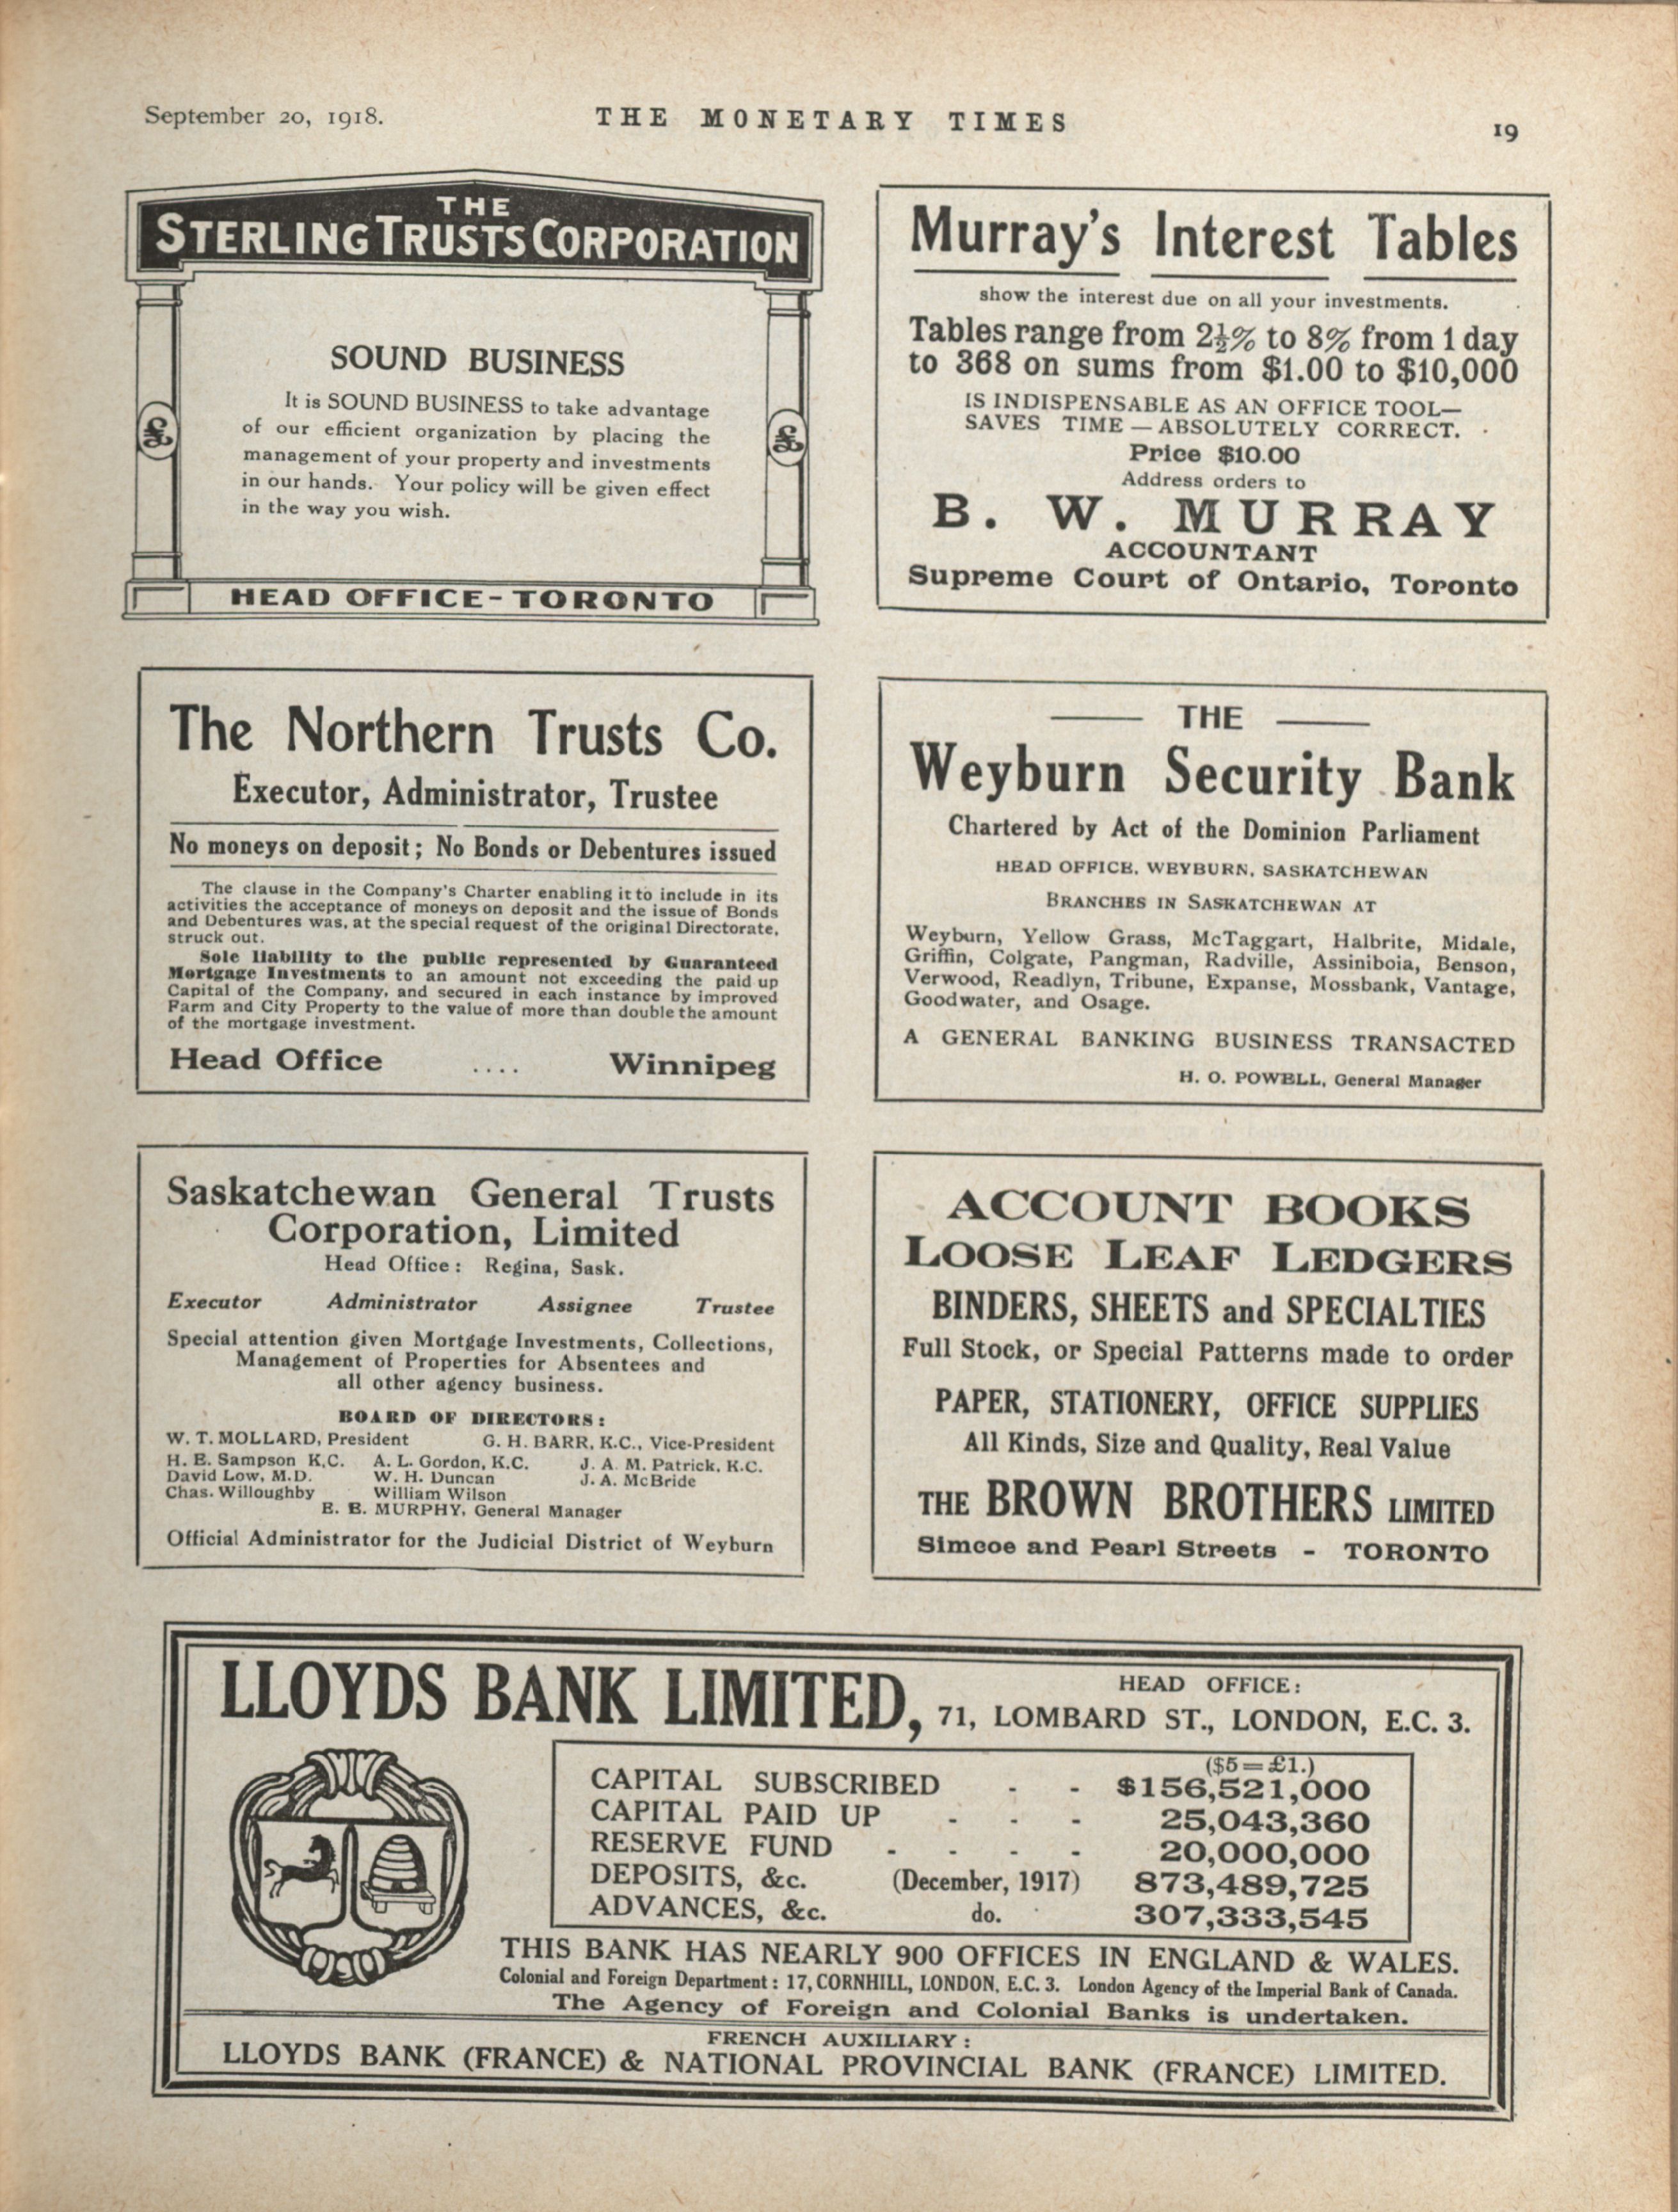 September 20, 1918.
THE MONETARY TIMES
19
THE
STERLING TRUSTS CORPORATION
SOUND BUSINESS
It is SOUND BUSINESS to take advantage
of our efficient organization by placing the
management of your property and investments
in our hands. Your policy will be given effect
in the way you wish.
£
£
HEAD OFFICE - TORONTO
Murray's Interest Tables
show the interest due on all your investments.
Tables range from 2½% to 8% from 1 day
to 368 on sums from $1.00 to $10,000
IS INDISPENSABLE AS AN OFFICE TOOL—
SAVES TIME — ABSOLUTELY CORRECT.
Price $10.00
Address orders to
B. W. MURRAY
ACCOUNTANT
Supreme Court of Ontario, Toronto
The Northern Trusts Co.
Executor, Administrator, Trustee
No moneys on deposit; No Bonds or Debentures issued
The clause in the Company's Charter enabling it to include in its
activities the acceptance of moneys on deposit and the issue of Bonds
and Debentures was, at the special request of the original Directorate,
struck out.
Sole liability to the public represented by Guaranteed
Mortgage Investments to an amount not exceeding the paid up
Capital of the Company, and secured in each instance by improved
Farm and City Property to the value of more than double the amount
of the mortgage investment.
Head Office .... Winnipeg
THE
Weyburn Security Bank
Chartered by Act of the Dominion Parliament
HEAD OFFICE, WEYBURN, SASKATCHEWAN
BRANCHES IN SASKATCHEWAN AT
Weyburn, Yellow Grass, McTaggart, Halbrite, Midale,
Griffin, Colgate, Pangman, Radville, Assiniboia, Benson,
Verwood, Readlyn, Tribune, Expanse, Mossbank, Vantage,
Goodwater, and Osage.
A GENERAL BANKING BUSINESS TRANSACTED
H. O. POWELL, General Manager
Saskatchewan General Trusts
Corporation, Limited
Head Office: Regina, Sask.
Executor Administrator Assignee Trustee
Special attention given Mortgage Investments, Collections,
Management of Properties for Absentees and
all other agency business.
BOARD OF DIRECTORS:
W. T. MOLLARD, President G. H. BARR, K.C., Vice-President
H. E. Sampson K.C. A. L. Gordon, K.C. J. A. M. Patrick, K.C.
David Low, M.D. W. H. Duncan J. A. McBride
Chas. Willoughby William Wilson
E. E. MURPHY, General Manager
Official Administrator for the Judicial District of Weyburn
ACCOUNT BOOKS
LOOSE LEAF LEDGERS
BINDERS, SHEETS and SPECIALTIES
Full Stock, or Special Patterns made to order
PAPER, STATIONERY, OFFICE SUPPLIES
All Kinds, Size and Quality, Real Value
THE BROWN BROTHERS LIMITED
Simcoe and Pearl Streets - TORONTO
LLOYDS BANK LIMITED,
HEAD OFFICE:
71, LOMBARD ST., LONDON, E.C. 3.
($5 = £1.)
CAPITAL SUBSCRIBED - - $156,521,000
CAPITAL PAID UP - - - 25,043,360
RESERVE FUND - - - - 20,000,000
DEPOSITS, &c. (December, 1917) 873,489,725
ADVANCES, &c. do. 307,333,545
THIS BANK HAS NEARLY 900 OFFICES IN ENGLAND & WALES.
Colonial and Foreign Department: 17, CORNHILL, LONDON, E.C. 3. London Agency of the Imperial Bank of Canada.
The Agency of Foreign and Colonial Banks is undertaken.
FRENCH AUXILIARY:
LLOYDS BANK (FRANCE) & NATIONAL PROVINCIAL BANK (FRANCE) LIMITED.